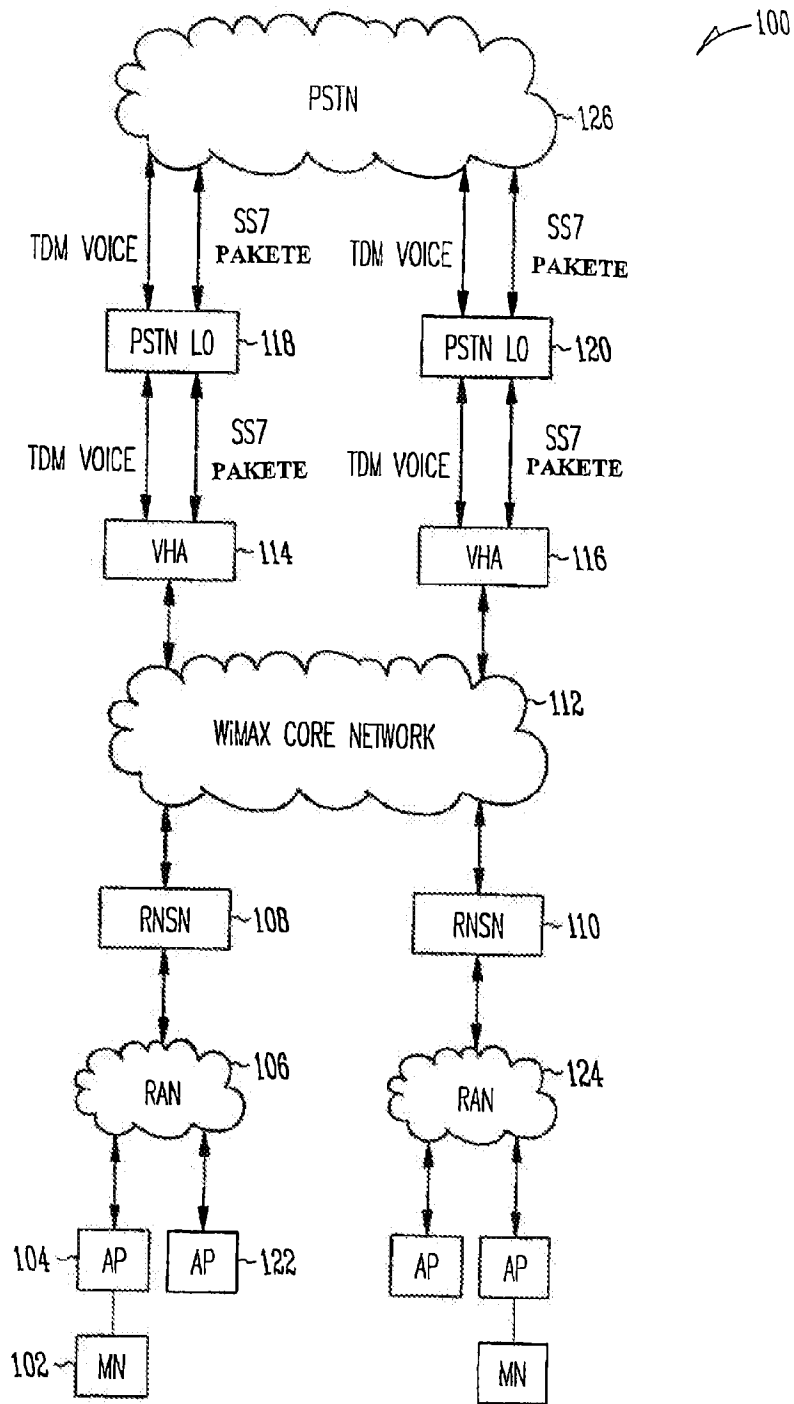 100
PSTN
126
TDM VOICE
SS7
PAKETE
TDM VOICE
SS7
PAKETE
PSTN LO
118
PSTN LO
120
TDM VOICE
SS7
PAKETE
TDM VOICE
SS7
PAKETE
VHA
114
VHA
116
112
WiMAX CORE NETWORK
RNSN
108
RNSN
110
106
RAN
124
RAN
104
AP
AP
122
AP
AP
102
MN
MN